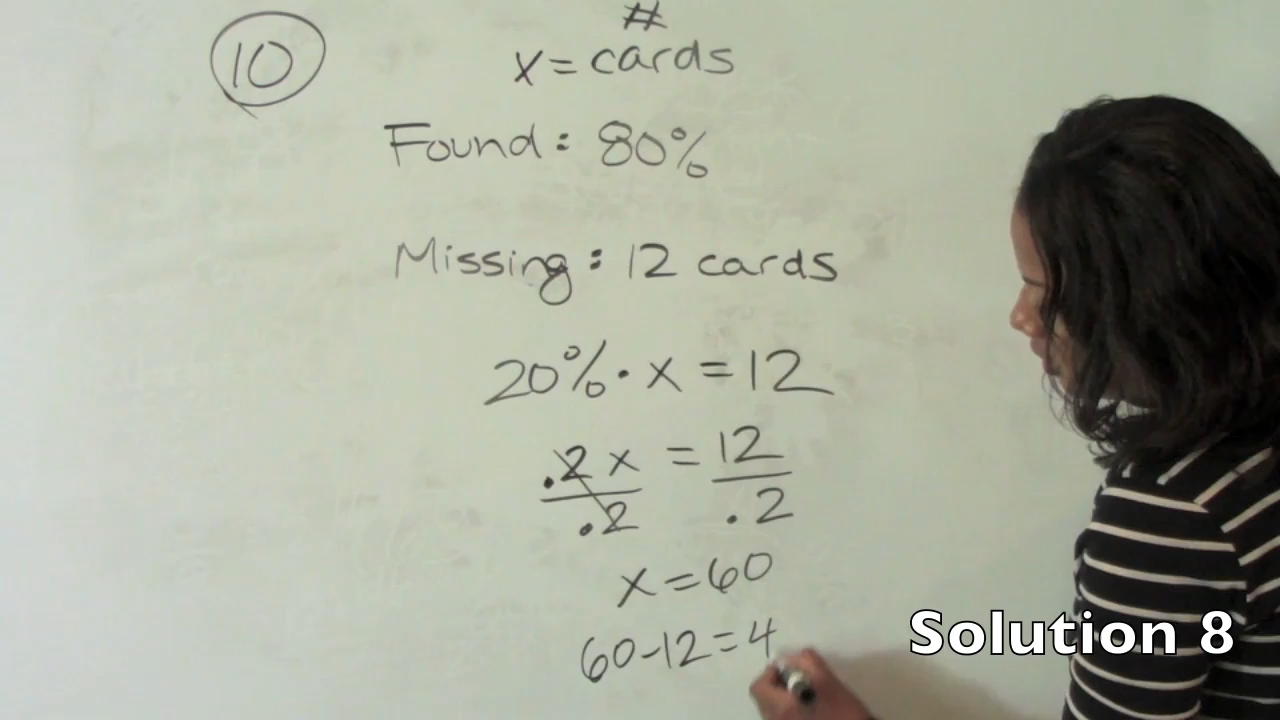 10
#
x = cards
Found: 80%
Missing: 12 cards
20% · x = 12
.2x = 12
.2 .2
x = 60
60-12=4
Solution 8